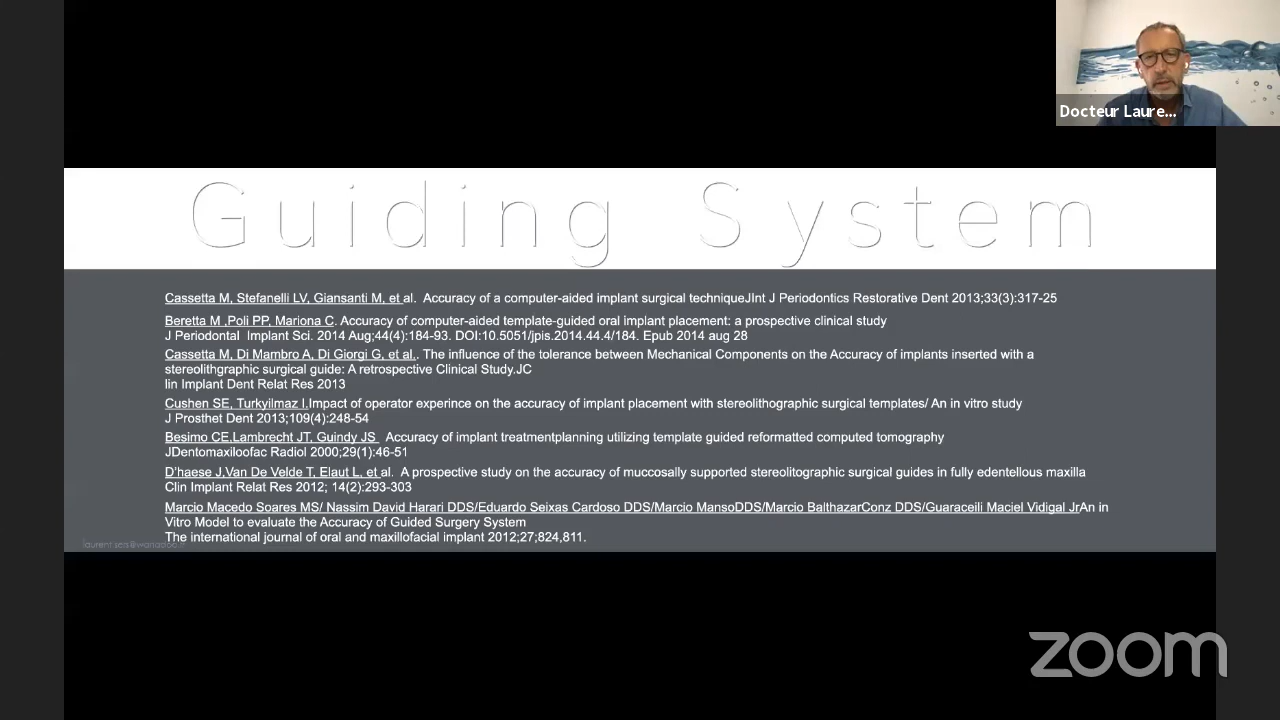 Docteur Laure...
Guiding System
Cassetta M, Stefanelli LV, Giansanti M, et al. Accuracy of a computer-aided implant surgical techniqueJInt J Periodontics Restorative Dent 2013;33(3):317-25
Beretta M ,Poli PP, Mariona C. Accuracy of computer-aided template-guided oral implant placement: a prospective clinical study
J Periodontal Implant Sci. 2014 Aug;44(4):184-93. DOI:10.5051/jpis.2014.44.4/184. Epub 2014 aug 28
Cassetta M, Di Mambro A, Di Giorgi G, et al.. The influence of the tolerance between Mechanical Components on the Accuracy of implants inserted with a
stereolithgraphic surgical guide: A retrospective Clinical Study.JC
lin Implant Dent Relat Res 2013
Cushen SE, Turkyilmaz I,Impact of operator experince on the accuracy of implant placement with stereolithographic surgical templates/ An in vitro study
J Prosthet Dent 2013;109(4):248-54
Besimo CE,Lambrecht JT, Guindy JS Accuracy of implant treatmentplanning utilizing template guided reformatted computed tomography
JDentomaxiloofac Radiol 2000;29(1):46-51
D'haese J,Van De Velde T, Elaut L, et al. A prospective study on the accuracy of muccosally supported stereolitographic surgical guides in fully edentellous maxilla
Clin Implant Relat Res 2012; 14(2):293-303
Marcio Macedo Soares MS/ Nassim David Harari DDS/Eduardo Seixas Cardoso DDS/Marcio MansoDDS/Marcio BalthazarConz DDS/Guaraceili Maciel Vidigal JrAn in
Vitro Model to evaluate the Accuracy of Guided Surgery System
The international journal of oral and maxillofacial implant 2012;27;824,811.
zoom